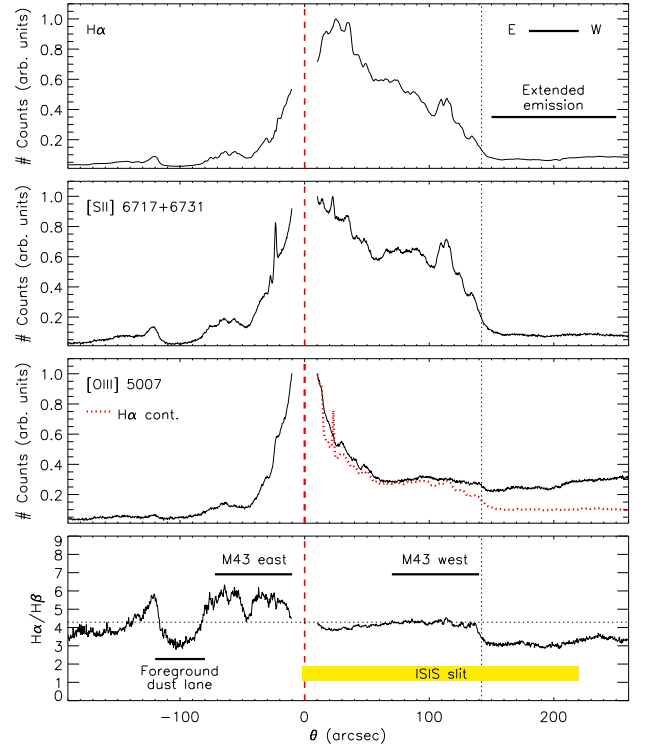 # Counts (arb. units)
1.0
0.8
0.6
0.4
0.2
Hα
E W
Extended
emission
# Counts (arb. units)
1.0
0.8
0.6
0.4
0.2
[SII] 6717+6731
# Counts (arb. units)
1.0
0.8
0.6
0.4
0.2
[OIII] 5007
Hα cont.
Hα/Hβ
9
8
7
6
5
4
3
2
1
0
M43 east
M43 west
Foreground
dust lane
ISIS slit
−100 0 100 200
θ (arcsec)